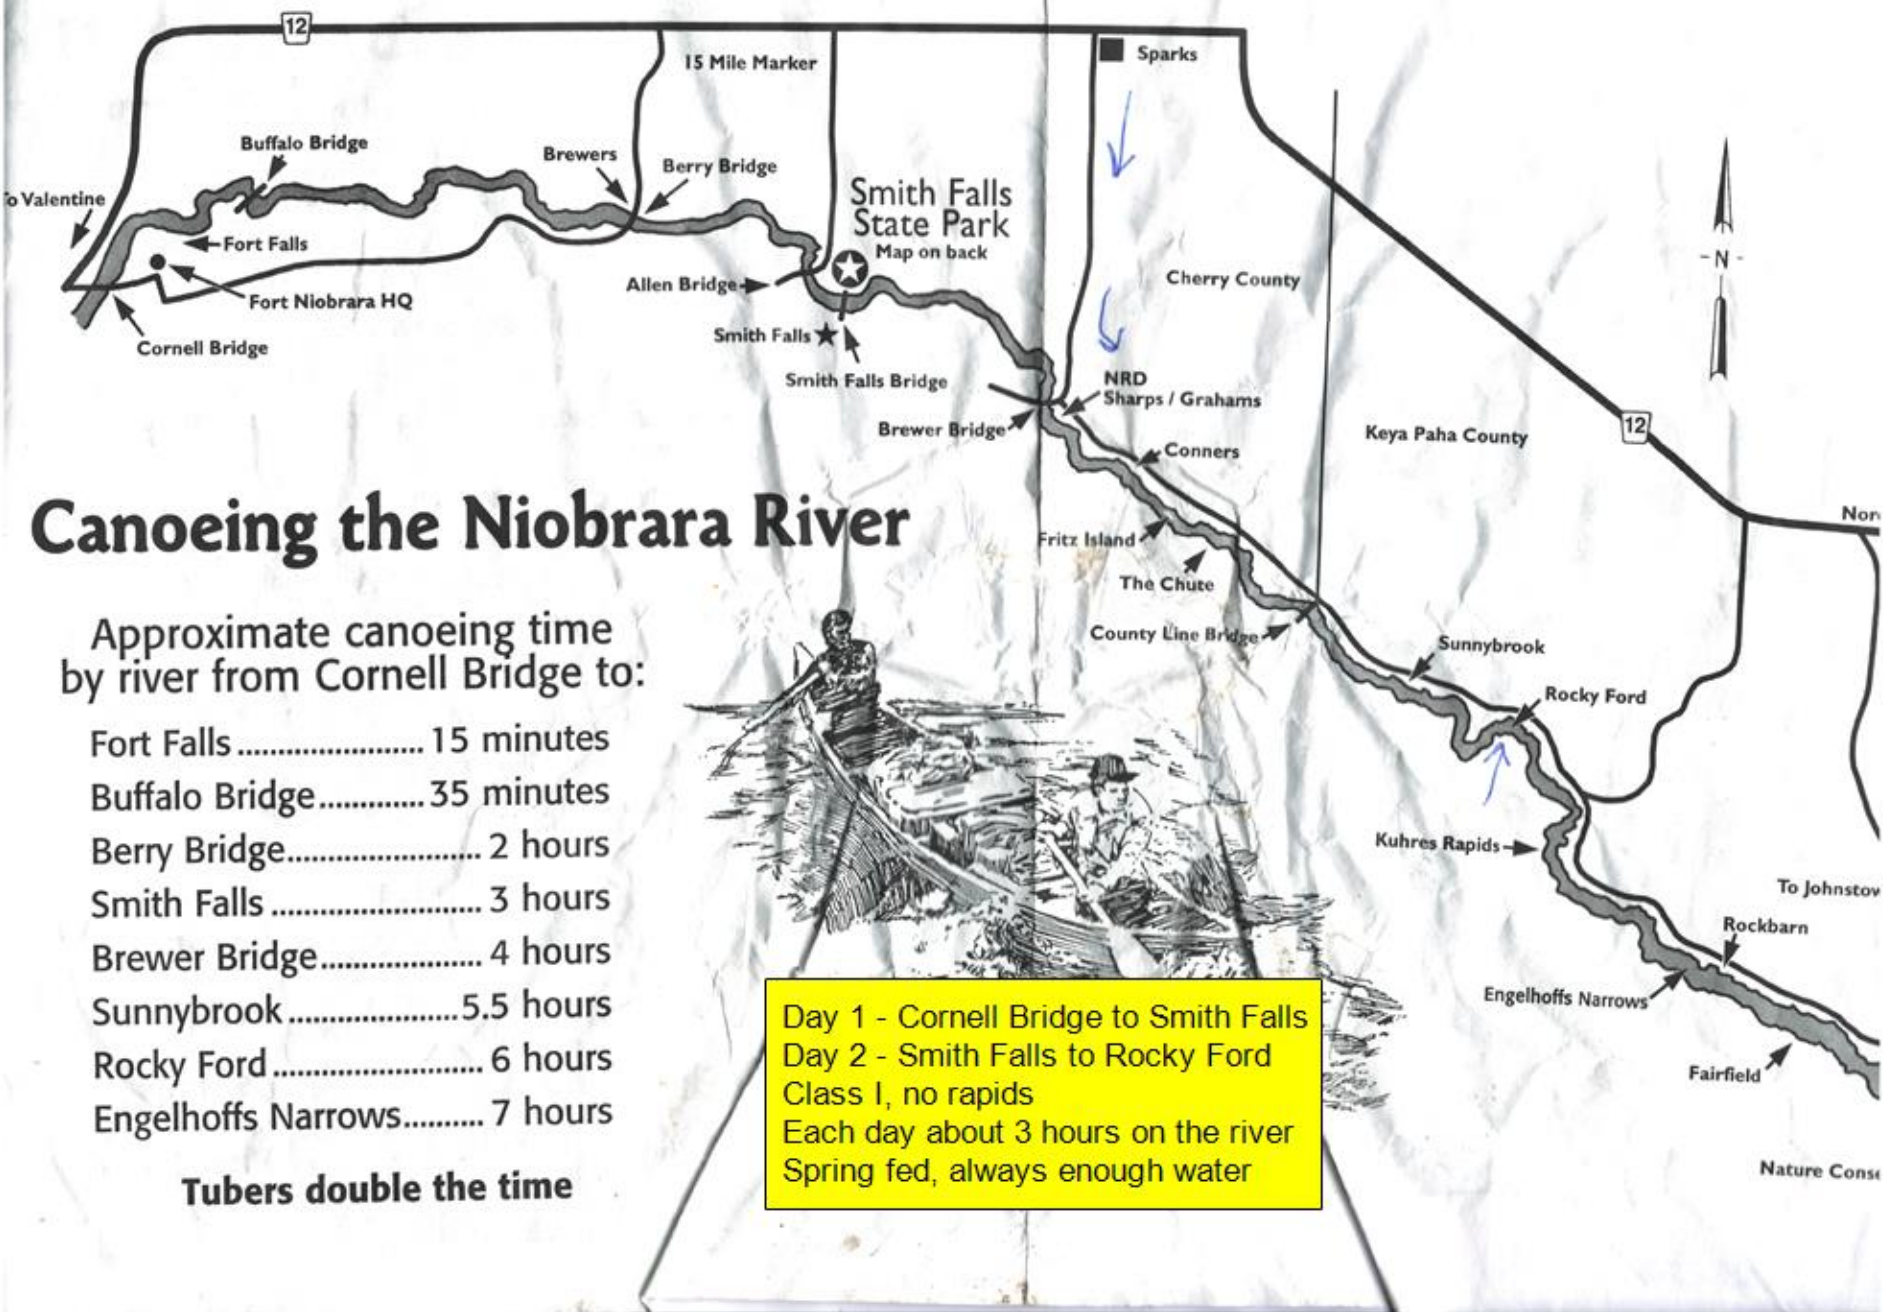 12
15 Mile Marker
Sparks
Buffalo Bridge
Brewers
Berry Bridge
Smith Falls
State Park
Map on back
To Valentine
Fort Falls
Fort Niobrara HQ
Allen Bridge
Cherry County
- N -
Cornell Bridge
Smith Falls
Smith Falls Bridge
NRD
Sharps / Grahams
Brewer Bridge
Conners
Keya Paha County
12
Canoeing the Niobrara River
Fritz Island
The Chute
County Line Bridge
Sunnybrook
Rocky Ford
Approximate canoeing time
by river from Cornell Bridge to:
Fort Falls ...................... 15 minutes
Buffalo Bridge............. 35 minutes
Berry Bridge....................... 2 hours
Smith Falls ......................... 3 hours
Brewer Bridge.................... 4 hours
Sunnybrook .....................5.5 hours
Rocky Ford ......................... 6 hours
Engelhoffs Narrows.......... 7 hours
Tubers double the time
Kuhres Rapids
To Johnstow
Rockbarn
Engelhoffs Narrows
Fairfield
Nature Conse
Day 1 - Cornell Bridge to Smith Falls
Day 2 - Smith Falls to Rocky Ford
Class I, no rapids
Each day about 3 hours on the river
Spring fed, always enough water